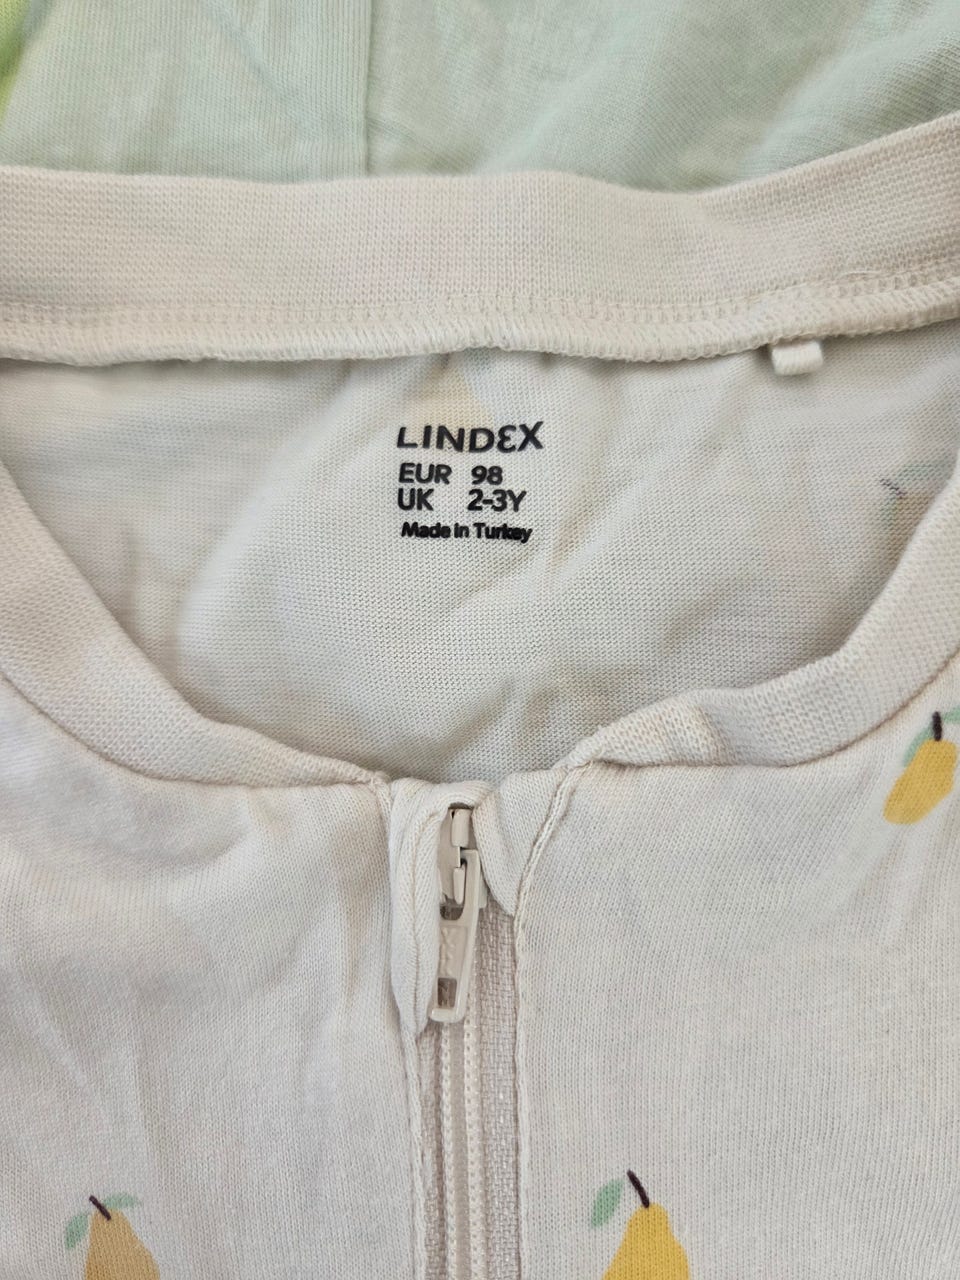 LINDEX
EUR 98
UK 2-3Y
Made in Turkey